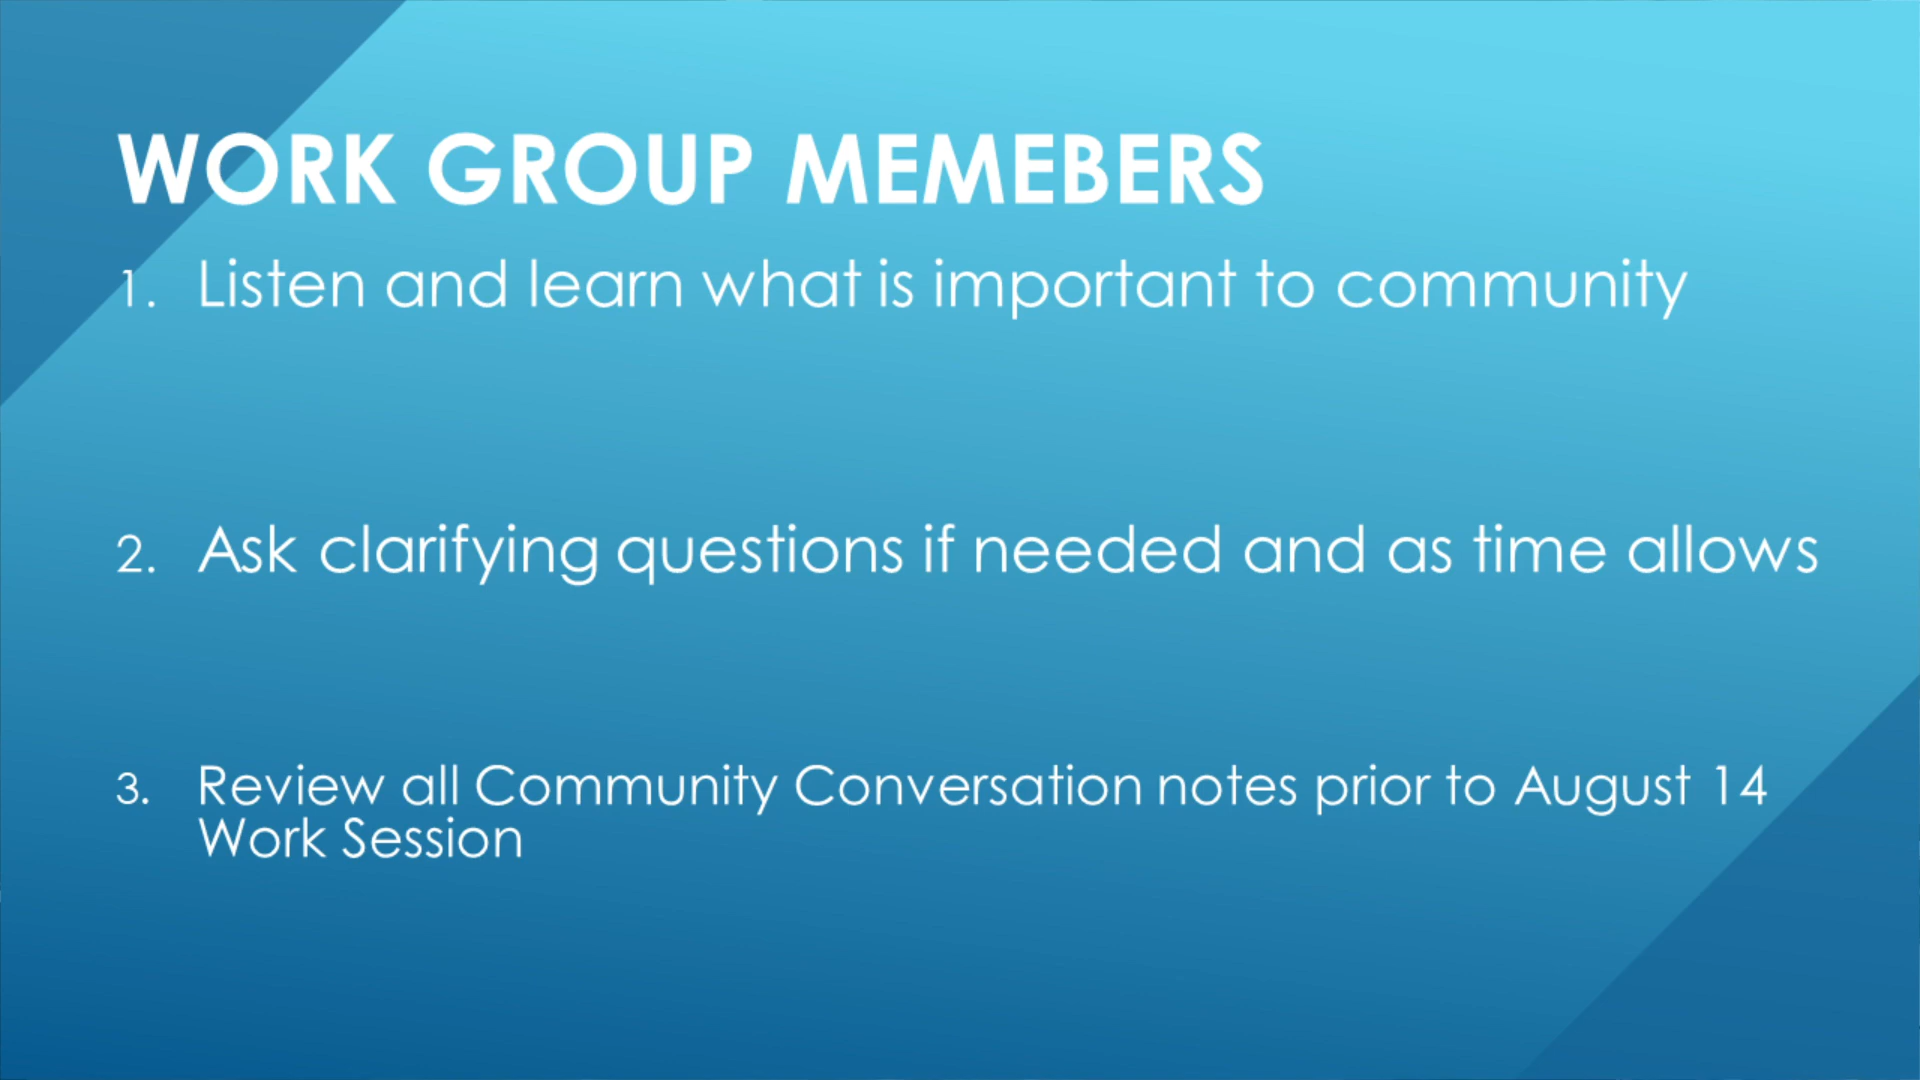 WORK GROUP MEMEBERS
1. Listen and learn what is important to community
2. Ask clarifying questions if needed and as time allows
3. Review all Community Conversation notes prior to August 14
Work Session